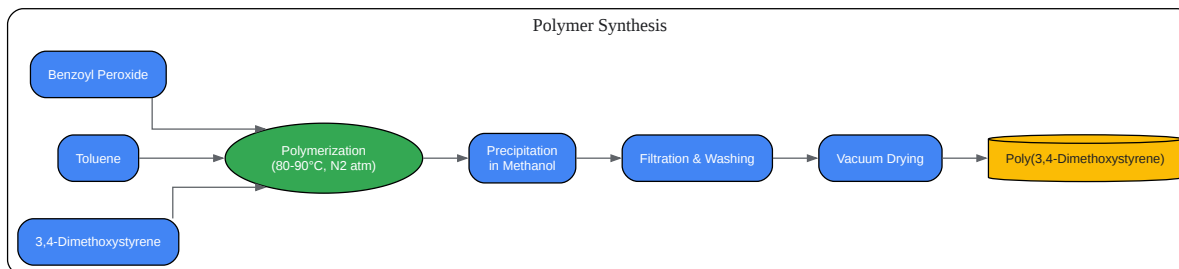 Polymer Synthesis
Benzoyl Peroxide
Toluene
3,4-Dimethoxystyrene
Polymerization
(80-90°C, N2 atm)
Precipitation
in Methanol
Filtration & Washing
Vacuum Drying
Poly(3,4-Dimethoxystyrene)